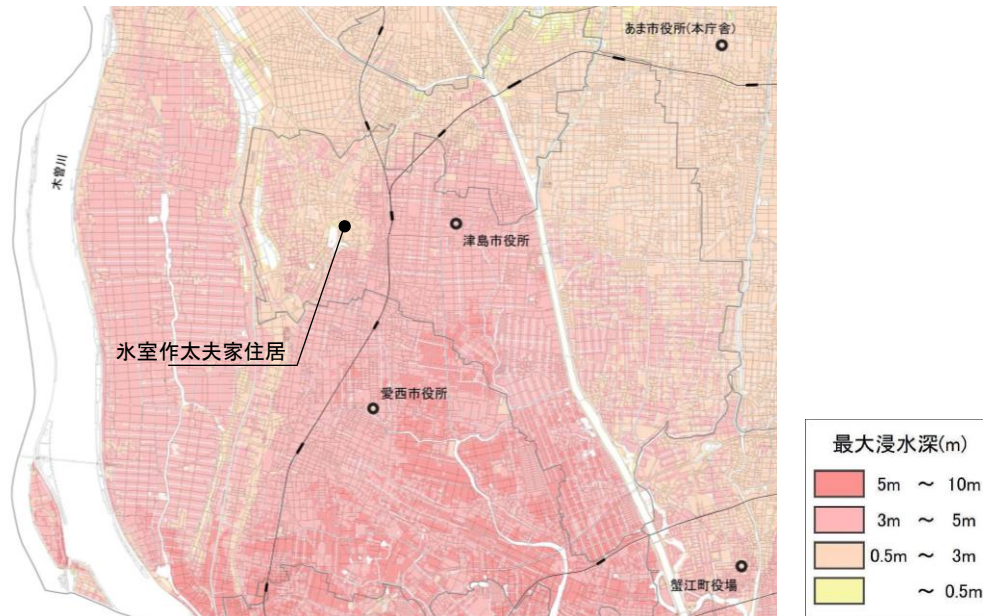 あま市役所(本庁舎)
木曽川
津島市役所
氷室作太夫家住居
愛西市役所
蟹江町役場
最大浸水深(m)
5m ～ 10m
3m ～ 5m
0.5m ～ 3m
～ 0.5m